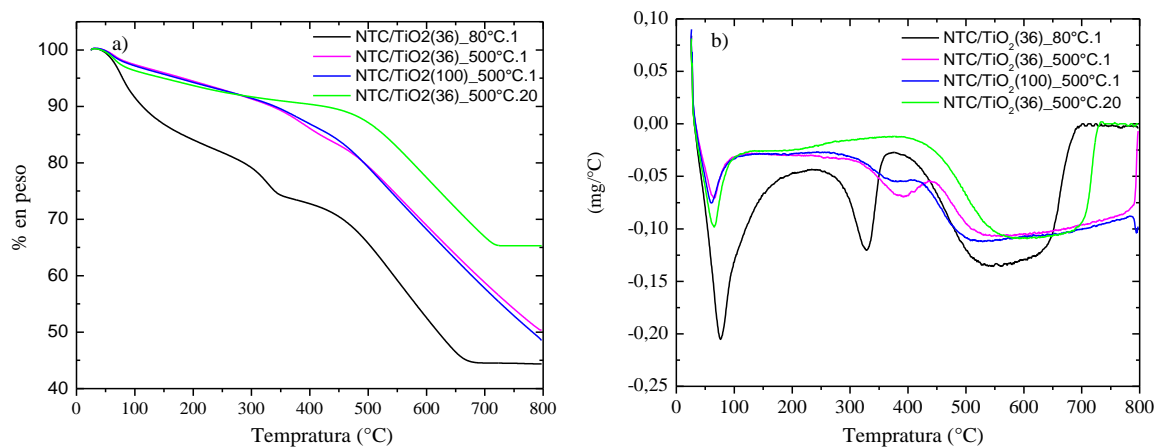 a)
NTC/TiO2(36)_80°C.1
NTC/TiO2(36)_500°C.1
NTC/TiO2(100)_500°C.1
NTC/TiO2(36)_500°C.20
100
90
80
70
60
50
40
% en peso
0 100 200 300 400 500 600 700 800
Tempratura (°C)
b)
NTC/TiO₂(36)_80°C.1
NTC/TiO₂(36)_500°C.1
NTC/TiO₂(100)_500°C.1
NTC/TiO₂(36)_500°C.20
0,10
0,05
0,00
-0,05
-0,10
-0,15
-0,20
-0,25
(mg/°C)
0 100 200 300 400 500 600 700 800
Tempratura (°C)